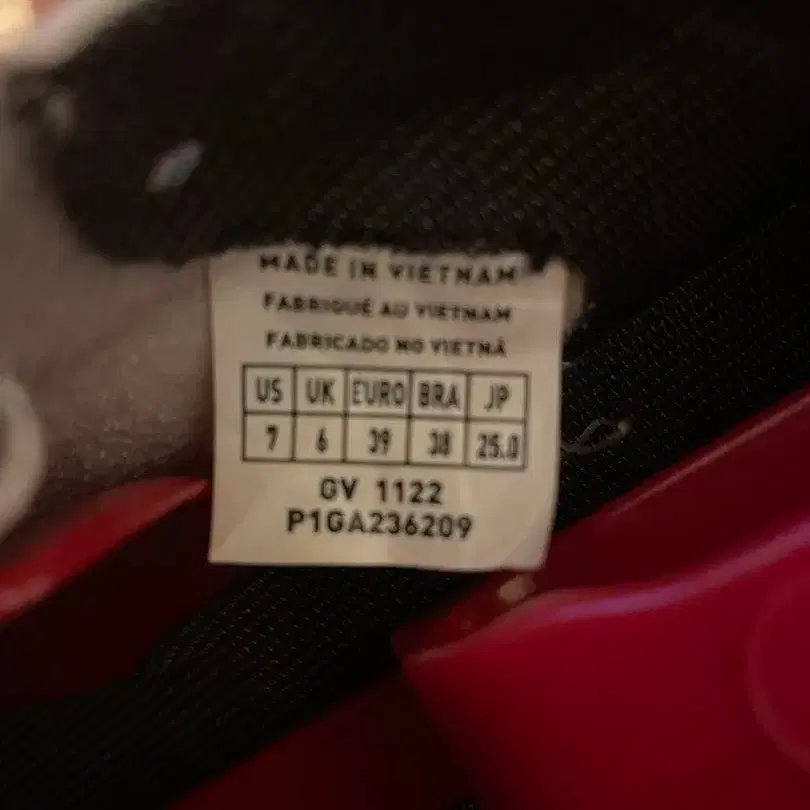 MADE IN VIETNAM
FABRIQUÉ AU VIETNAM
FABRICADO NO VIETNÃ
US UK EURO BRA JP
7 6 39 38 25.0
GV 1122
P1GA236209